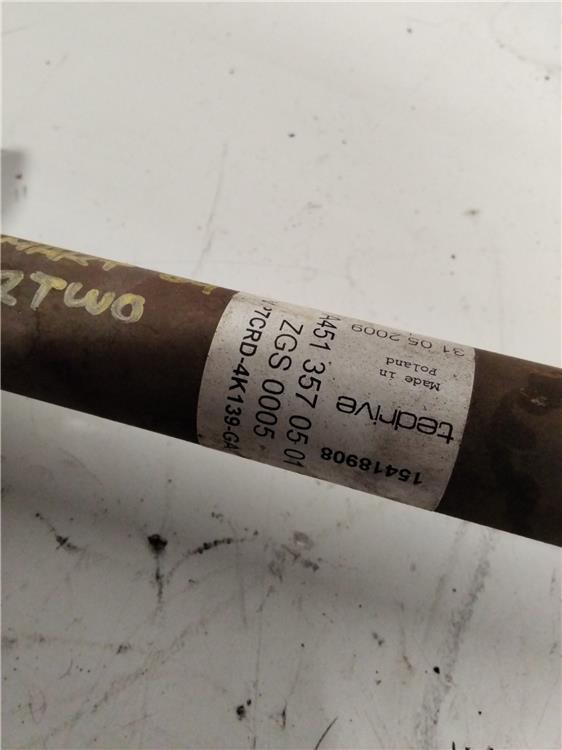 TWO
31 05 2009
Made in
Poland
tedrive
15418908
A451 357 05 01
ZGS 0005
7CRD-4K139-GA